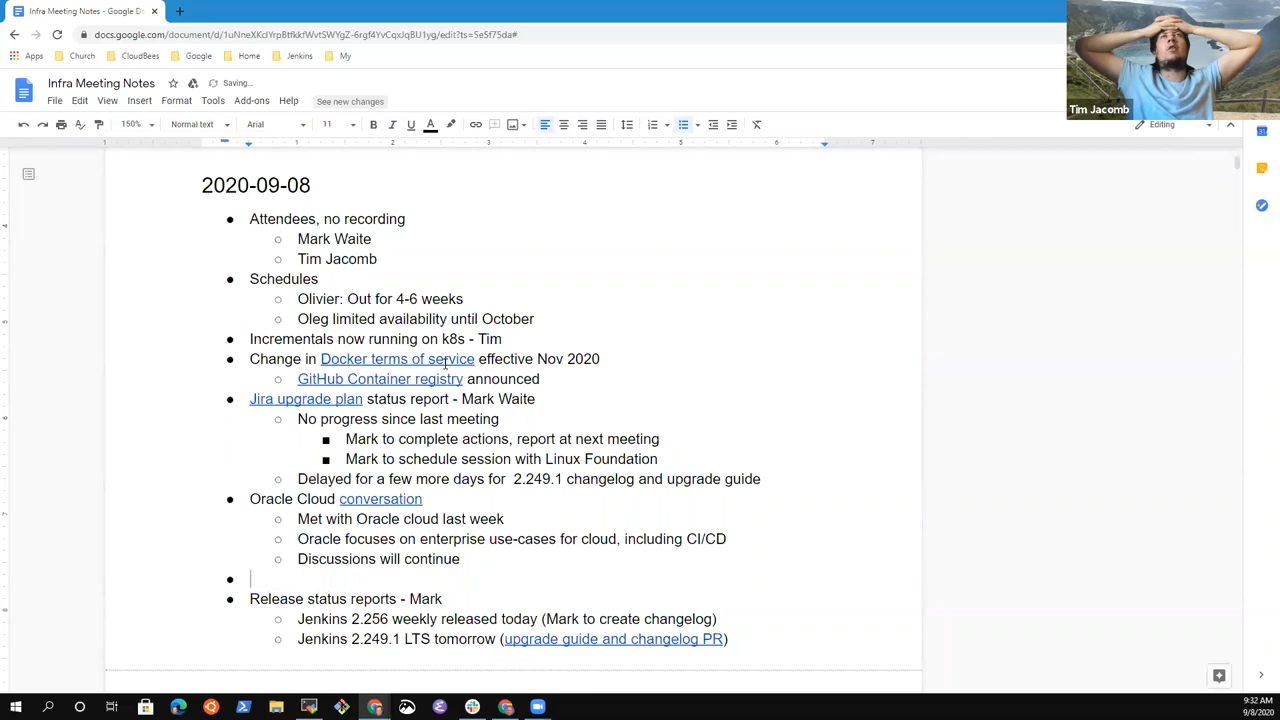 Infra Meeting Notes - Google Do
docs.google.com/document/d/1uNneXKcIYrpBtfkkfWvtSWYgZ-6rgf4YvCqxJqBU1yg/edit?ts=5e5f75da#
Apps Church CloudBees Google Home Jenkins My
Tim Jacomb
Infra Meeting Notes Saving...
File Edit View Insert Format Tools Add-ons Help See new changes
150% Normal text Arial 11 B I U A Editing
1 1 2 3 4 5 6 7
2020-09-08
● Attendees, no recording
○ Mark Waite
○ Tim Jacomb
● Schedules
○ Olivier: Out for 4-6 weeks
○ Oleg limited availability until October
● Incrementals now running on k8s - Tim
● Change in Docker terms of service effective Nov 2020
○ GitHub Container registry announced
● Jira upgrade plan status report - Mark Waite
○ No progress since last meeting
■ Mark to complete actions, report at next meeting
■ Mark to schedule session with Linux Foundation
○ Delayed for a few more days for 2.249.1 changelog and upgrade guide
● Oracle Cloud conversation
○ Met with Oracle cloud last week
○ Oracle focuses on enterprise use-cases for cloud, including CI/CD
○ Discussions will continue
●
● Release status reports - Mark
○ Jenkins 2.256 weekly released today (Mark to create changelog)
○ Jenkins 2.249.1 LTS tomorrow (upgrade guide and changelog PR)
9:32 AM
9/8/2020